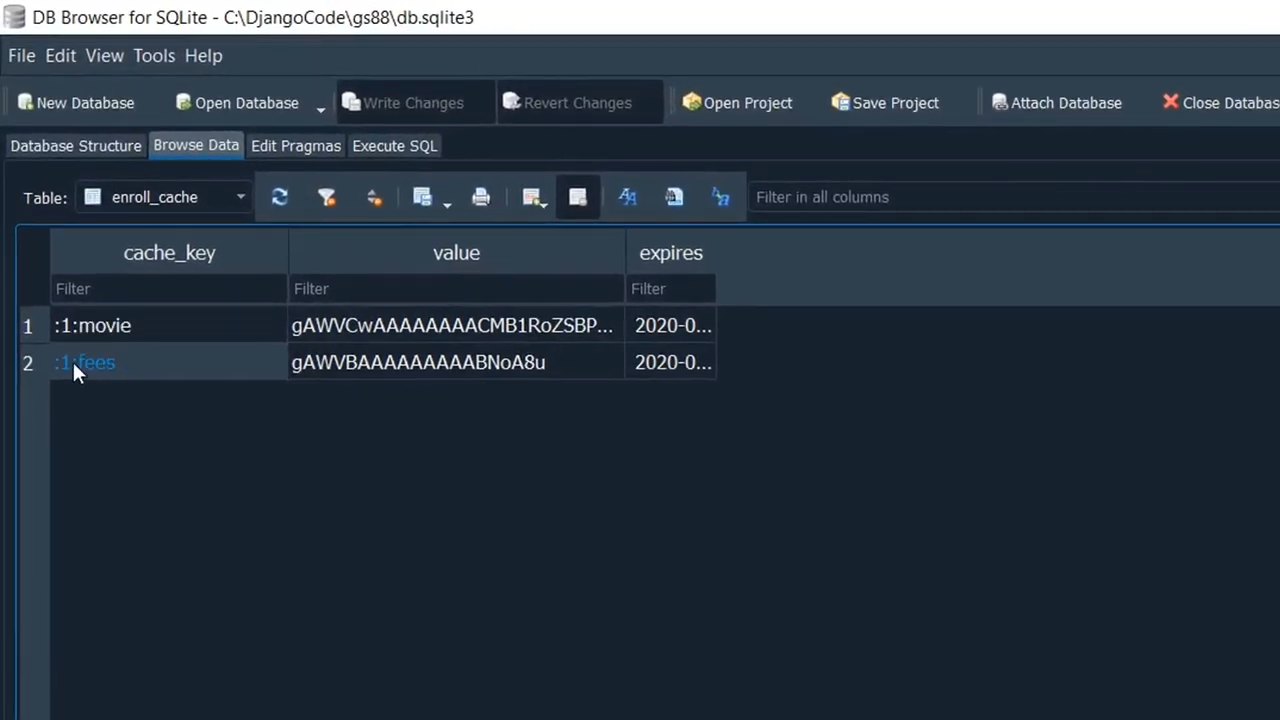 DB Browser for SQLite - C:\DjangoCode\gs88\db.sqlite3
File Edit View Tools Help
New Database Open Database Write Changes Revert Changes Open Project Save Project Attach Database Close Databas
Database Structure Browse Data Edit Pragmas Execute SQL
Table: enroll_cache Filter in all columns
cache_key value expires
Filter Filter Filter
1 :1:movie gAWVCwAAAAAAAACMB1RoZSBP... 2020-0...
2 :1:fees gAWVBAAAAAAAAABNoA8u 2020-0...